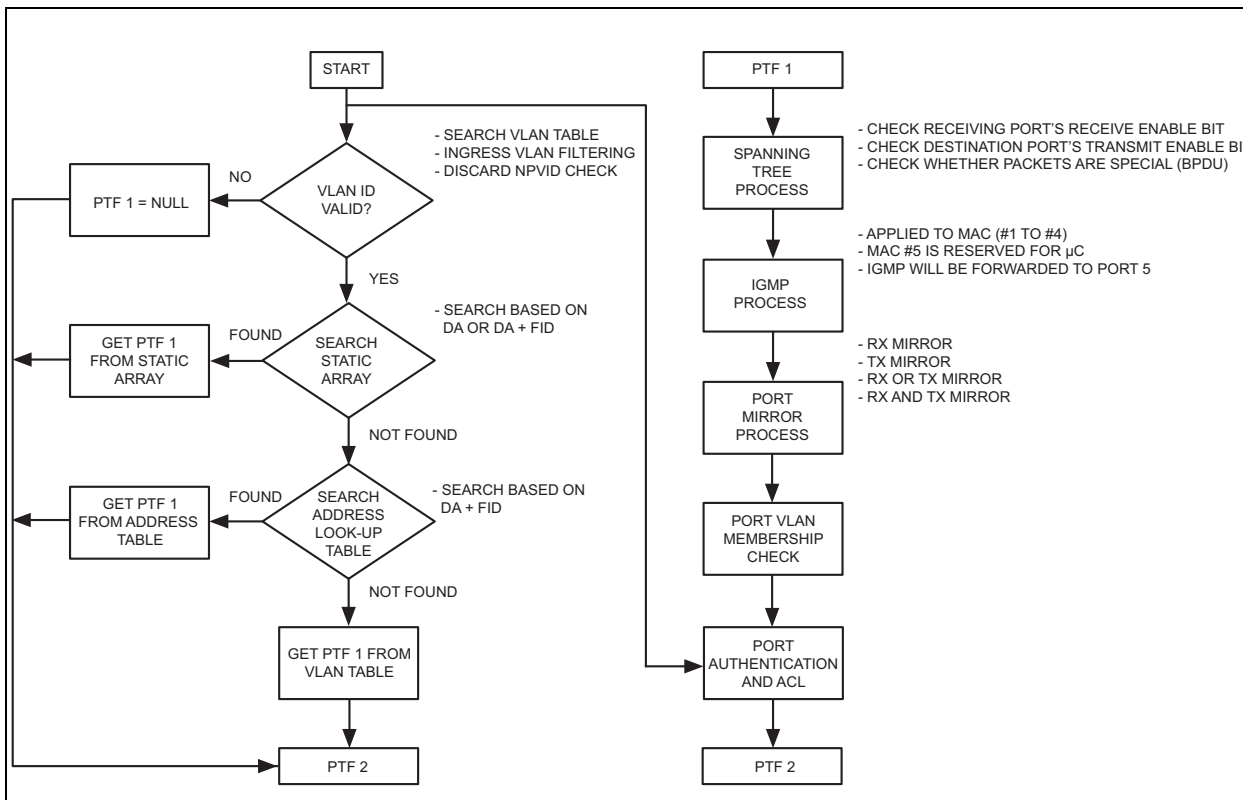 START
- SEARCH VLAN TABLE
- INGRESS VLAN FILTERING
- DISCARD NPVID CHECK
VLAN ID
VALID?
NO
PTF 1 = NULL
YES
SEARCH
STATIC
ARRAY
- SEARCH BASED ON
DA OR DA + FID
FOUND
GET PTF 1
FROM STATIC
ARRAY
NOT FOUND
SEARCH
ADDRESS
LOOK-UP
TABLE
- SEARCH BASED ON
DA + FID
FOUND
GET PTF 1
FROM ADDRESS
TABLE
NOT FOUND
GET PTF 1 FROM
VLAN TABLE
PTF 2
PTF 1
SPANNING
TREE
PROCESS
- CHECK RECEIVING PORT'S RECEIVE ENABLE BIT
- CHECK DESTINATION PORT'S TRANSMIT ENABLE BI
- CHECK WHETHER PACKETS ARE SPECIAL (BPDU)
IGMP
PROCESS
- APPLIED TO MAC (#1 TO #4)
- MAC #5 IS RESERVED FOR µC
- IGMP WILL BE FORWARDED TO PORT 5
PORT
MIRROR
PROCESS
- RX MIRROR
- TX MIRROR
- RX OR TX MIRROR
- RX AND TX MIRROR
PORT VLAN
MEMBERSHIP
CHECK
PORT
AUTHENTICATION
AND ACL
PTF 2